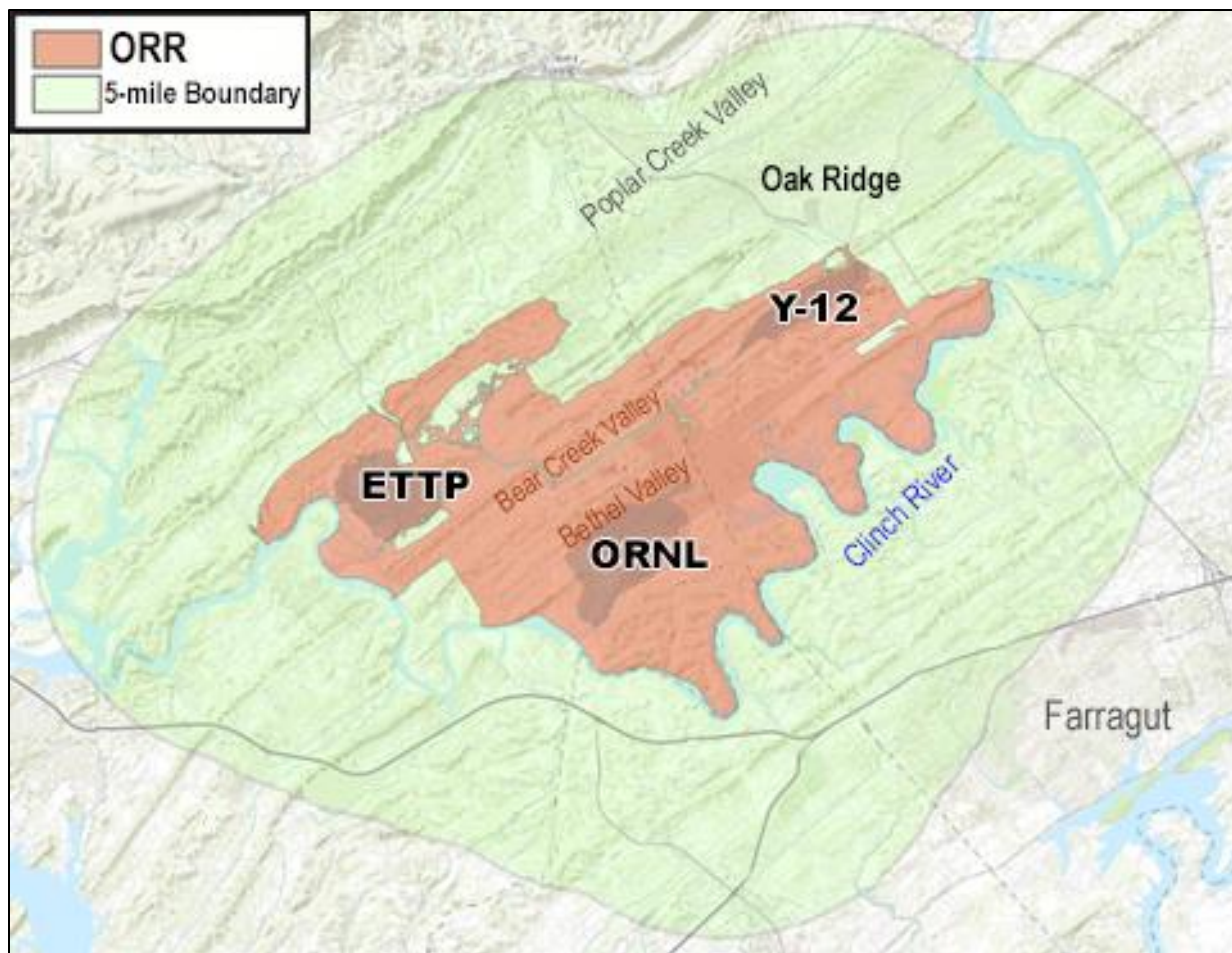 ORR
5-mile Boundary
Poplar Creek Valley
Oak Ridge
Y-12
Bear Creek Valley
ETTP
Bethel Valley
ORNL
Clinch River
Farragut